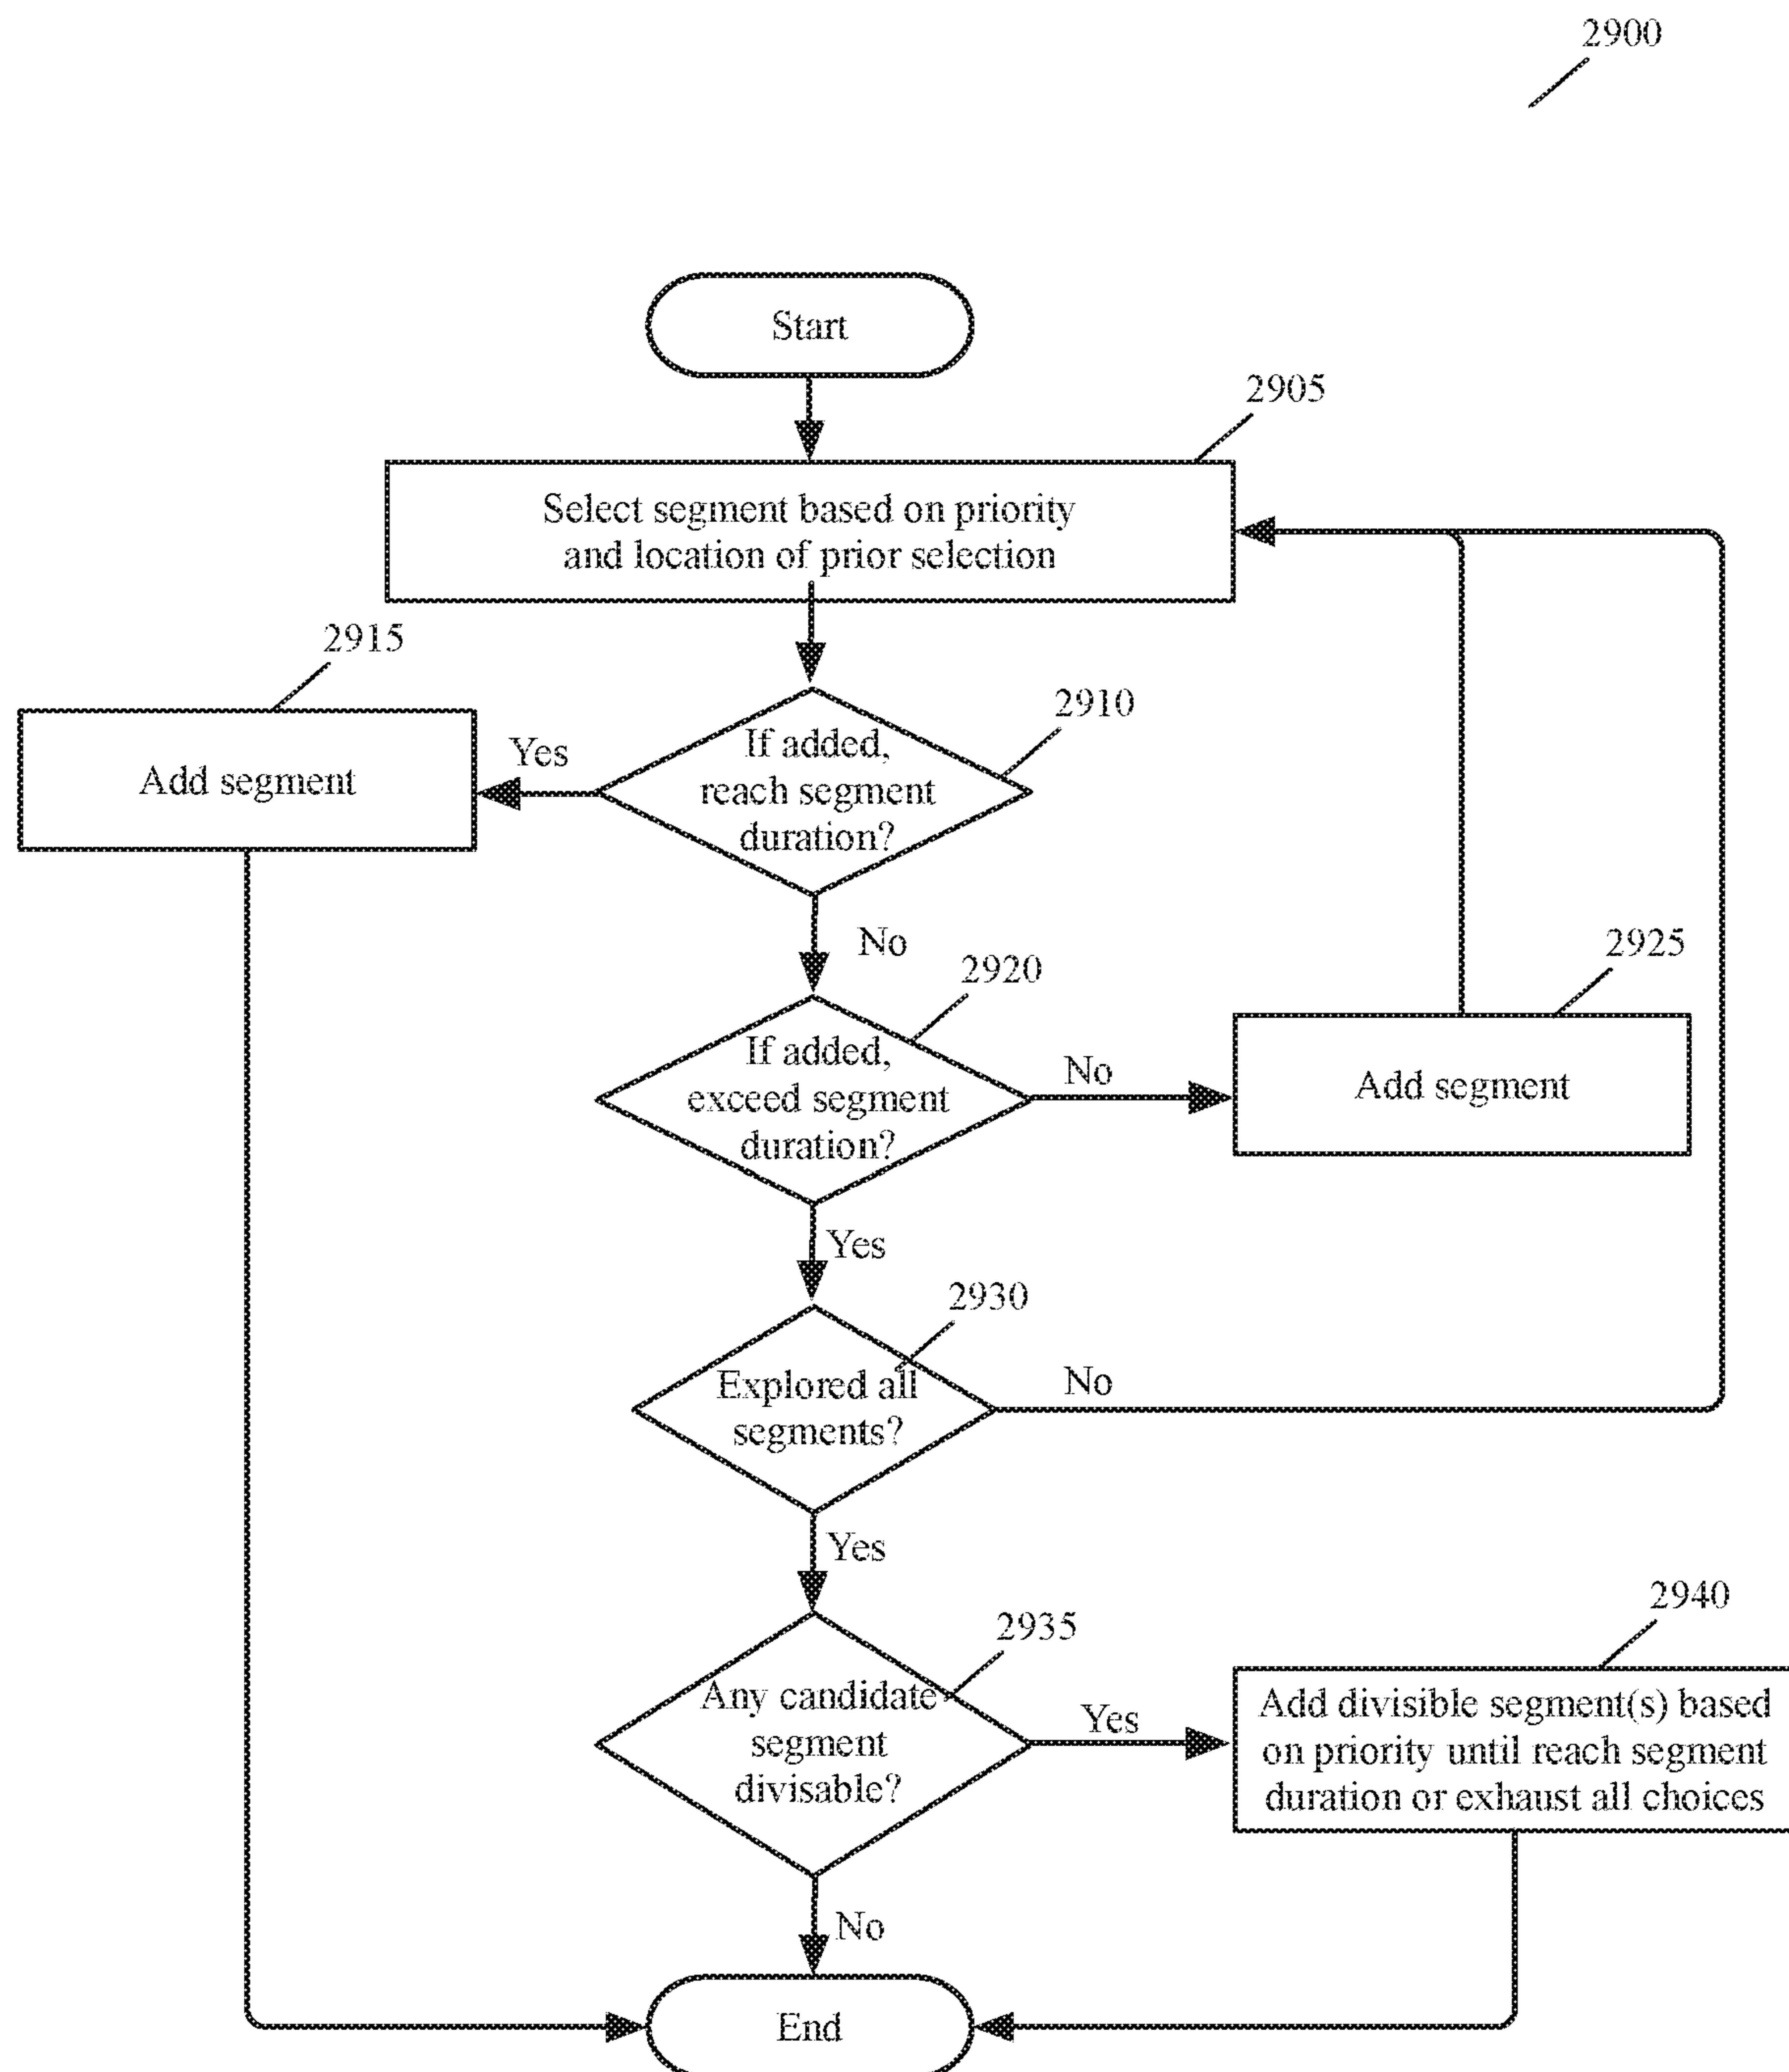 2900
Start
2905
Select segment based on priority
and location of prior selection
2915
Add segment
Yes
2910
If added,
reach segment
duration?
No
2920
If added,
exceed segment
duration?
No
2925
Add segment
Yes
2930
Explored all
segments?
No
Yes
2935
Any candidate
segment
divisable?
Yes
2940
Add divisible segment(s) based
on priority until reach segment
duration or exhaust all choices
No
End